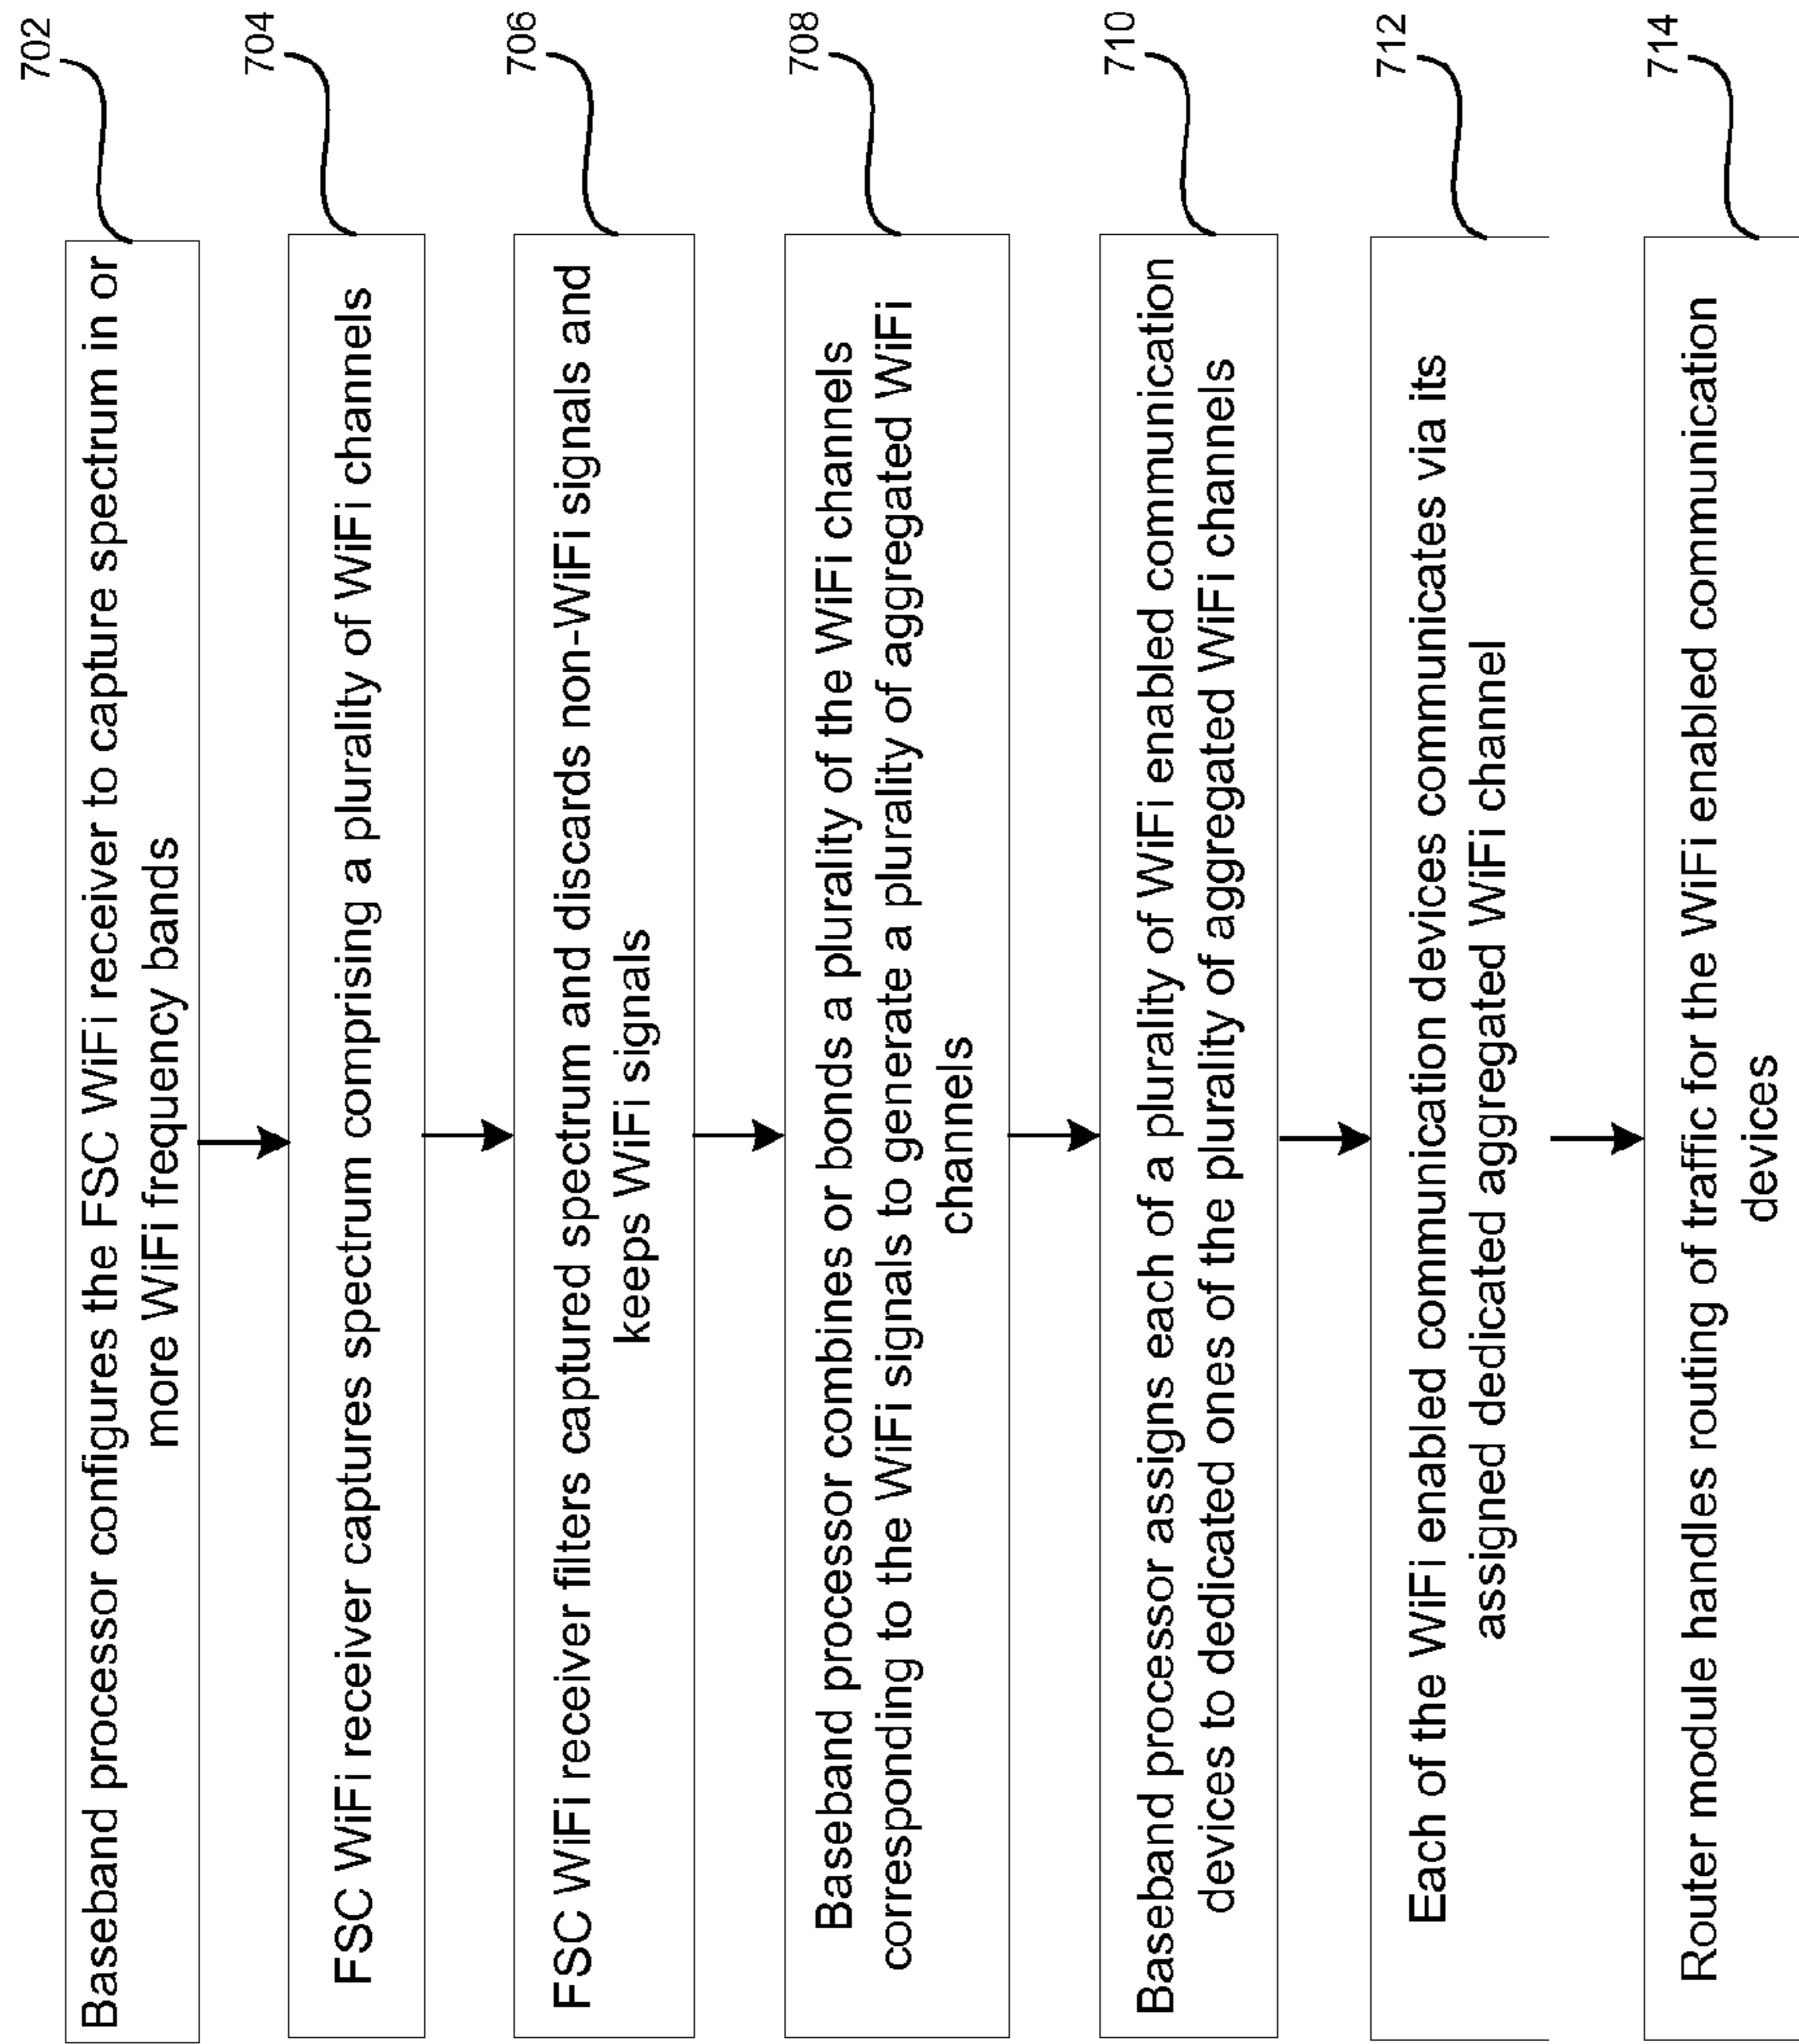 702
Baseband processor configures the FSC WiFi receiver to capture spectrum in or
more WiFi frequency bands
704
FSC WiFi receiver captures spectrum comprising a plurality of WiFi channels
706
FSC WiFi receiver filters captured spectrum and discards non-WiFi signals and
keeps WiFi signals
708
Baseband processor combines or bonds a plurality of the WiFi channels
corresponding to the WiFi signals to generate a plurality of aggregated WiFi
channels
710
Baseband processor assigns each of a plurality of WiFi enabled communication
devices to dedicated ones of the plurality of aggregated WiFi channels
712
Each of the WiFi enabled communication devices communicates via its
assigned dedicated aggregated WiFi channel
714
Router module handles routing of traffic for the WiFi enabled communication
devices